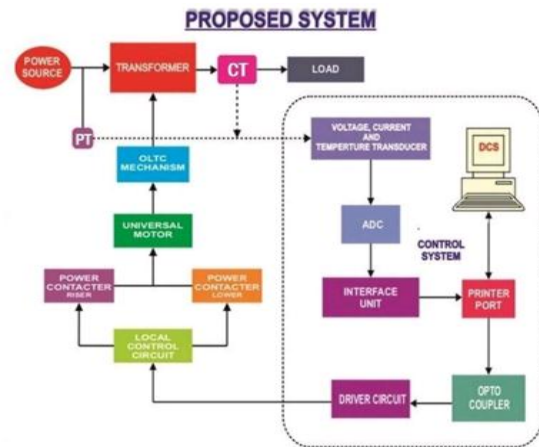 PROPOSED SYSTEM
POWER
SOURCE
TRANSFORMER
CT
LOAD
PT
VOLTAGE, CURRENT
AND
TEMPERTURE TRANSDUCER
DCS
OLTC
MECHANISM
ADC
UNIVERSAL
MOTOR
CONTROL
SYSTEM
POWER
CONTACTER
RISER
POWER
CONTACTER
LOWER
INTERFACE
UNIT
PRINTER
PORT
LOCAL
CONTROL
CIRCUIT
DRIVER CIRCUIT
OPTO
COUPLER